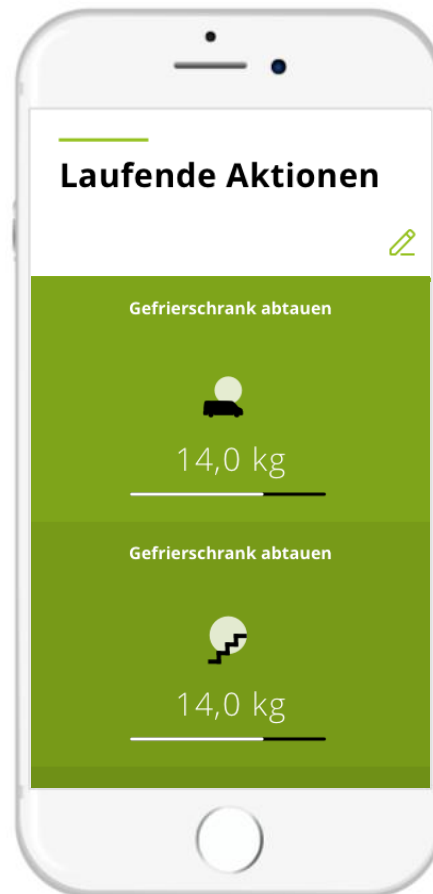 Laufende Aktionen
Gefrierschrank abtauen
14,0 kg
Gefrierschrank abtauen
14,0 kg